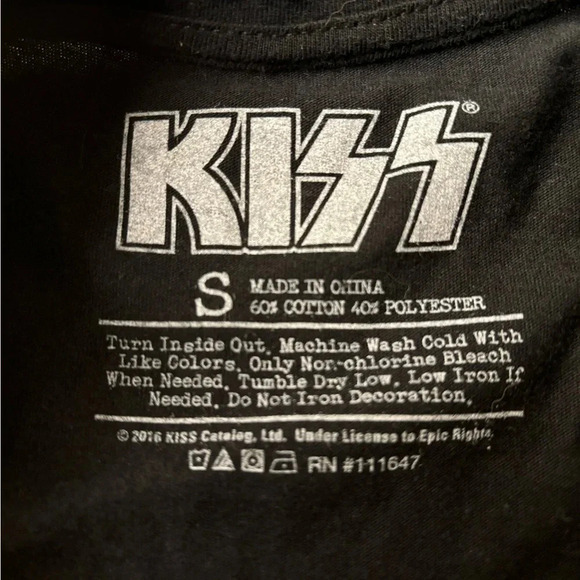 KISS®
S MADE IN CHINA
60% COTTON 40% POLYESTER
Turn Inside Out. Machine Wash Cold With
Like Colors. Only Non-chlorine Bleach
When Needed. Tumble Dry Low. Low Iron If
Needed. Do Not Iron Decoration.
© 2016 KISS Catalog, Ltd. Under License to Epic Rights.
RN #111647